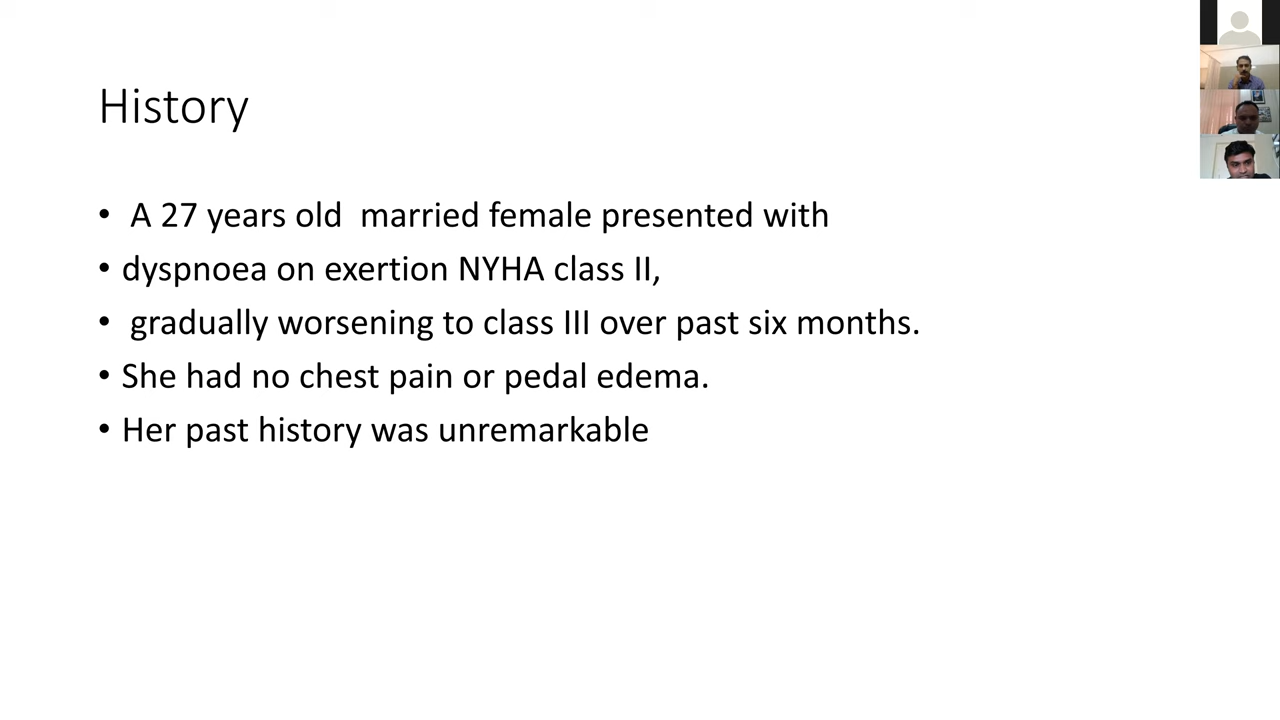 History
• A 27 years old  married female presented with
• dyspnoea on exertion NYHA class II,
• gradually worsening to class III over past six months.
• She had no chest pain or pedal edema.
• Her past history was unremarkable